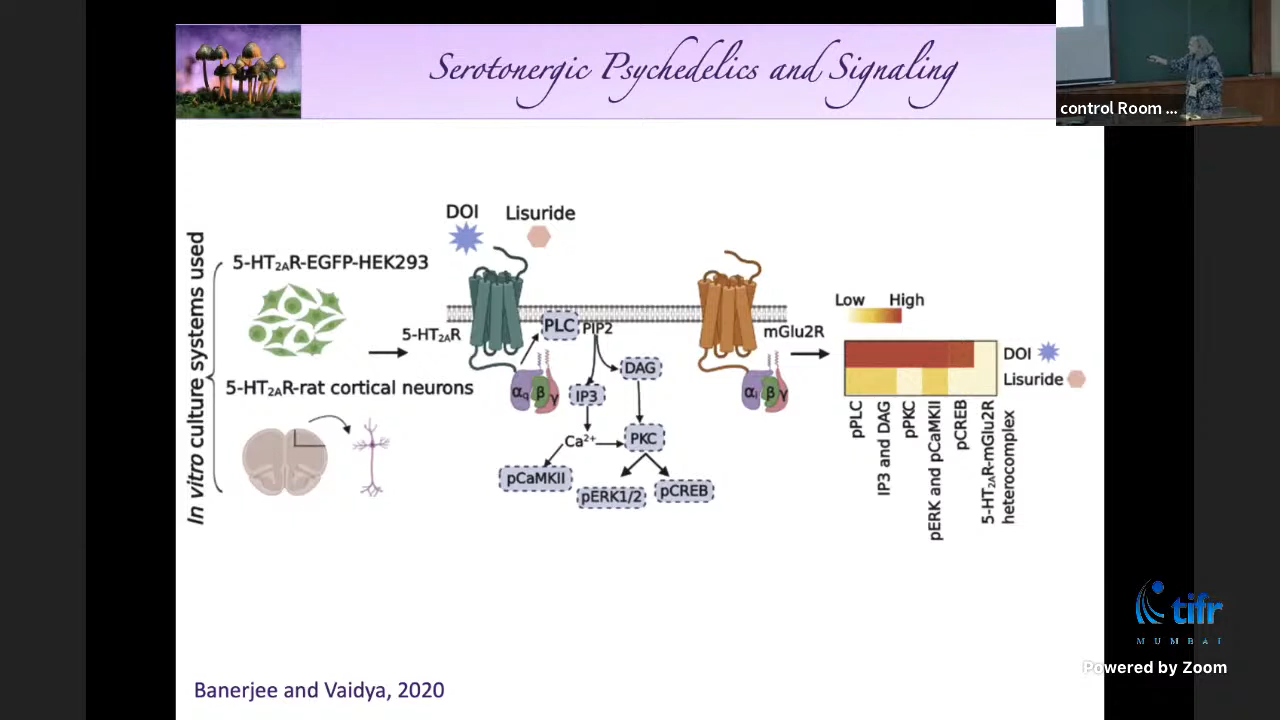 Serotonergic Psychedelics and Signaling
control Room ...
In vitro culture systems used
5-HT₂ₐR-EGFP-HEK293
5-HT₂ₐR-rat cortical neurons
DOI
Lisuride
5-HT₂ₐR
PLC
PIP2
αq β γ
IP3
DAG
Ca²⁺
PKC
pCaMKII
pERK1/2
pCREB
mGlu2R
αi β γ
Low
High
DOI
Lisuride
pPLC
IP3 and DAG
pPKC
pERK and pCaMKII
pCREB
5-HT₂ₐR-mGlu2R
heterocomplex
Banerjee and Vaidya, 2020
tifr
MUMBAI
Powered by Zoom